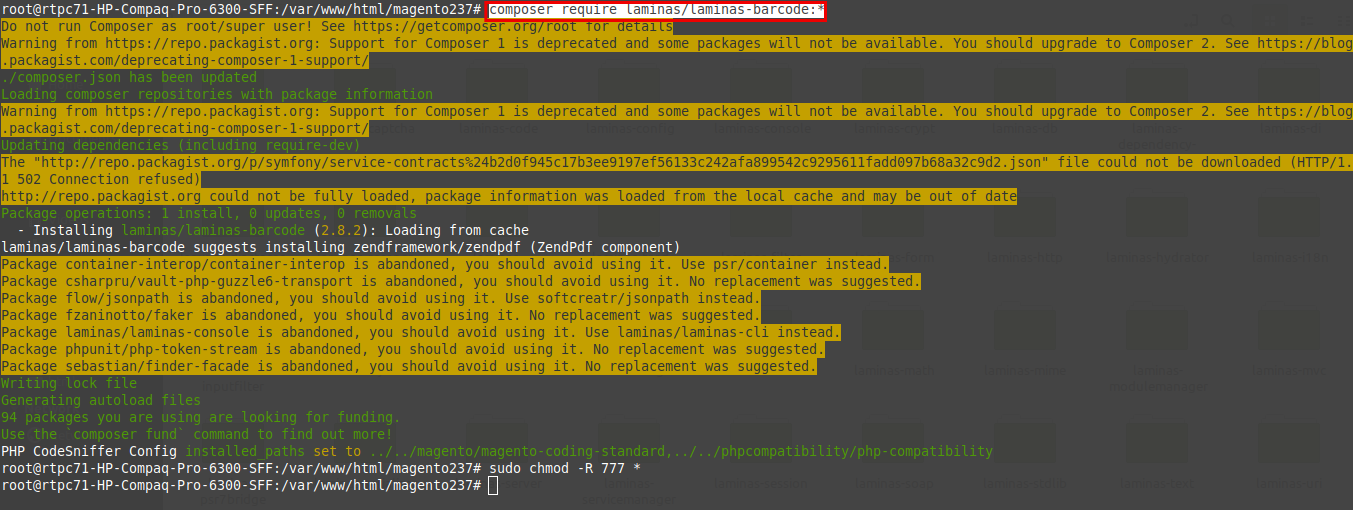 root@rtpc71-HP-Compaq-Pro-6300-SFF:/var/www/html/magento237# composer require laminas/laminas-barcode:*
Do not run Composer as root/super user! See https://getcomposer.org/root for details
Warning from https://repo.packagist.org: Support for Composer 1 is deprecated and some packages will not be available. You should upgrade to Composer 2. See https://blog
.packagist.com/deprecating-composer-1-support/
./composer.json has been updated
Loading composer repositories with package information
Warning from https://repo.packagist.org: Support for Composer 1 is deprecated and some packages will not be available. You should upgrade to Composer 2. See https://blog
.packagist.com/deprecating-composer-1-support/
Updating dependencies (including require-dev)
The "http://repo.packagist.org/p/symfony/service-contracts%24b2d0f945c17b3ee9197ef56133c242afa899542c9295611fadd097b68a32c9d2.json" file could not be downloaded (HTTP/1.
1 502 Connection refused)
http://repo.packagist.org could not be fully loaded, package information was loaded from the local cache and may be out of date
Package operations: 1 install, 0 updates, 0 removals
- Installing laminas/laminas-barcode (2.8.2): Loading from cache
laminas/laminas-barcode suggests installing zendframework/zendpdf (ZendPdf component)
Package container-interop/container-interop is abandoned, you should avoid using it. Use psr/container instead.
Package csharpru/vault-php-guzzle6-transport is abandoned, you should avoid using it. No replacement was suggested.
Package flow/jsonpath is abandoned, you should avoid using it. Use softcreatr/jsonpath instead.
Package fzaninotto/faker is abandoned, you should avoid using it. No replacement was suggested.
Package laminas/laminas-console is abandoned, you should avoid using it. Use laminas/laminas-cli instead.
Package phpunit/php-token-stream is abandoned, you should avoid using it. No replacement was suggested.
Package sebastian/finder-facade is abandoned, you should avoid using it. No replacement was suggested.
Writing lock file
Generating autoload files
94 packages you are using are looking for funding.
Use the `composer fund` command to find out more!
PHP CodeSniffer Config installed_paths set to ../../magento/magento-coding-standard,../../phpcompatibility/php-compatibility
root@rtpc71-HP-Compaq-Pro-6300-SFF:/var/www/html/magento237# sudo chmod -R 777 *
root@rtpc71-HP-Compaq-Pro-6300-SFF:/var/www/html/magento237#